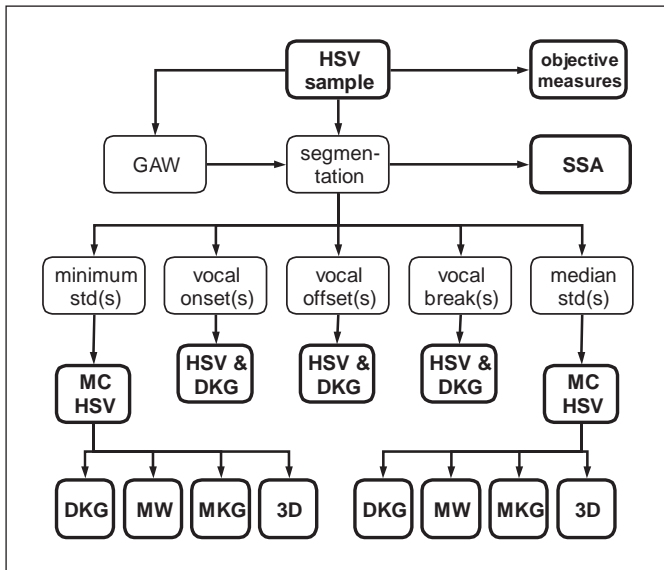 HSV
sample
objective
measures
GAW
segmen-
tation
SSA
minimum
std(s)
vocal
onset(s)
vocal
offset(s)
vocal
break(s)
median
std(s)
HSV &
DKG
HSV &
DKG
HSV &
DKG
MC
HSV
MC
HSV
DKG
MW
MKG
3D
DKG
MW
MKG
3D